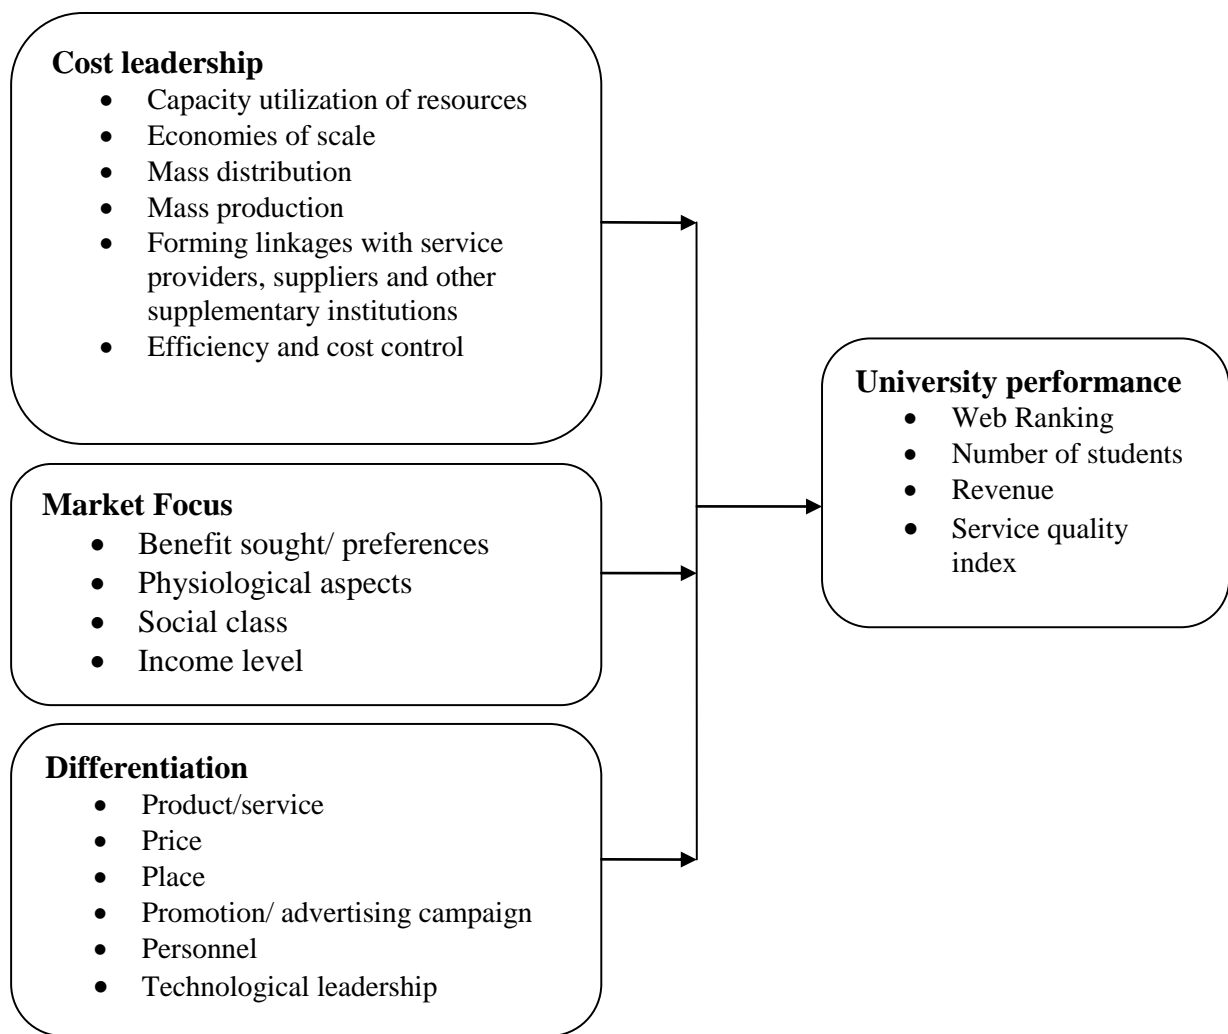 Cost leadership
• Capacity utilization of resources
• Economies of scale
• Mass distribution
• Mass production
• Forming linkages with service
providers, suppliers and other
supplementary institutions
• Efficiency and cost control
Market Focus
• Benefit sought/ preferences
• Physiological aspects
• Social class
• Income level
Differentiation
• Product/service
• Price
• Place
• Promotion/ advertising campaign
• Personnel
• Technological leadership
University performance
• Web Ranking
• Number of students
• Revenue
• Service quality
index